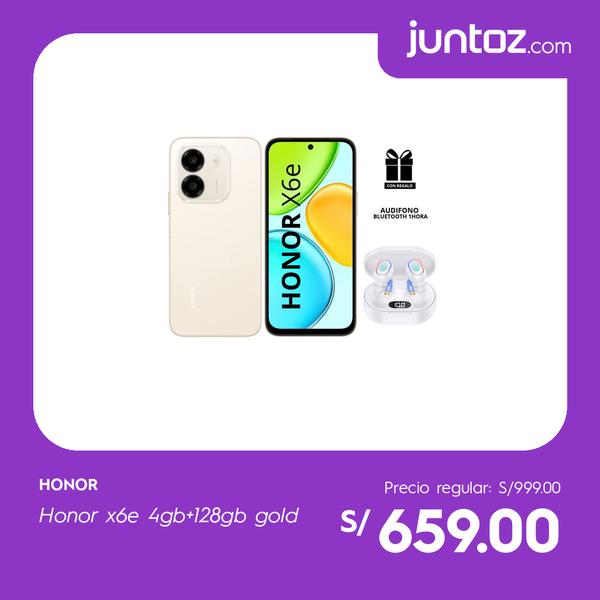 juntoz.com
HONOR X6e
CON REGALO
AUDIFONO
BLUETOOTH 1HORA
HONOR
Honor x6e 4gb+128gb gold
Precio regular: S/999.00
S/ 659.00